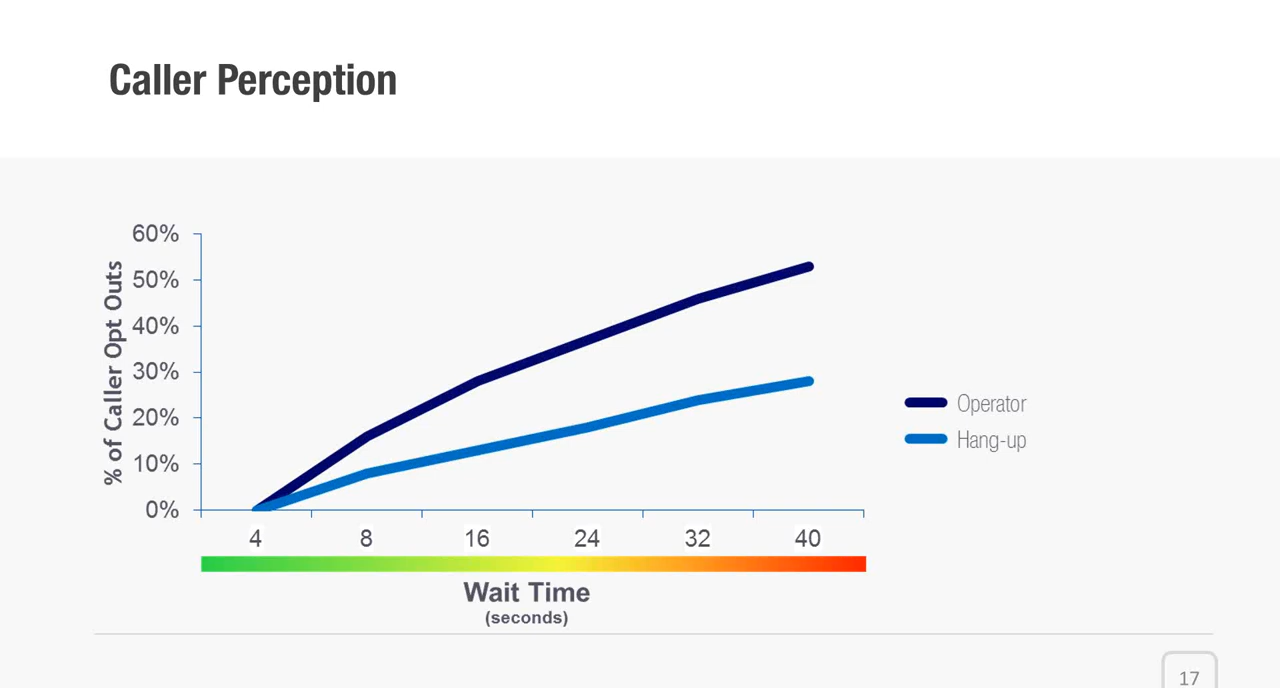 Caller Perception
% of Caller Opt Outs
60%
50%
40%
30%
20%
10%
0%
4 8 16 24 32 40
Wait Time
(seconds)
Operator
Hang-up
17